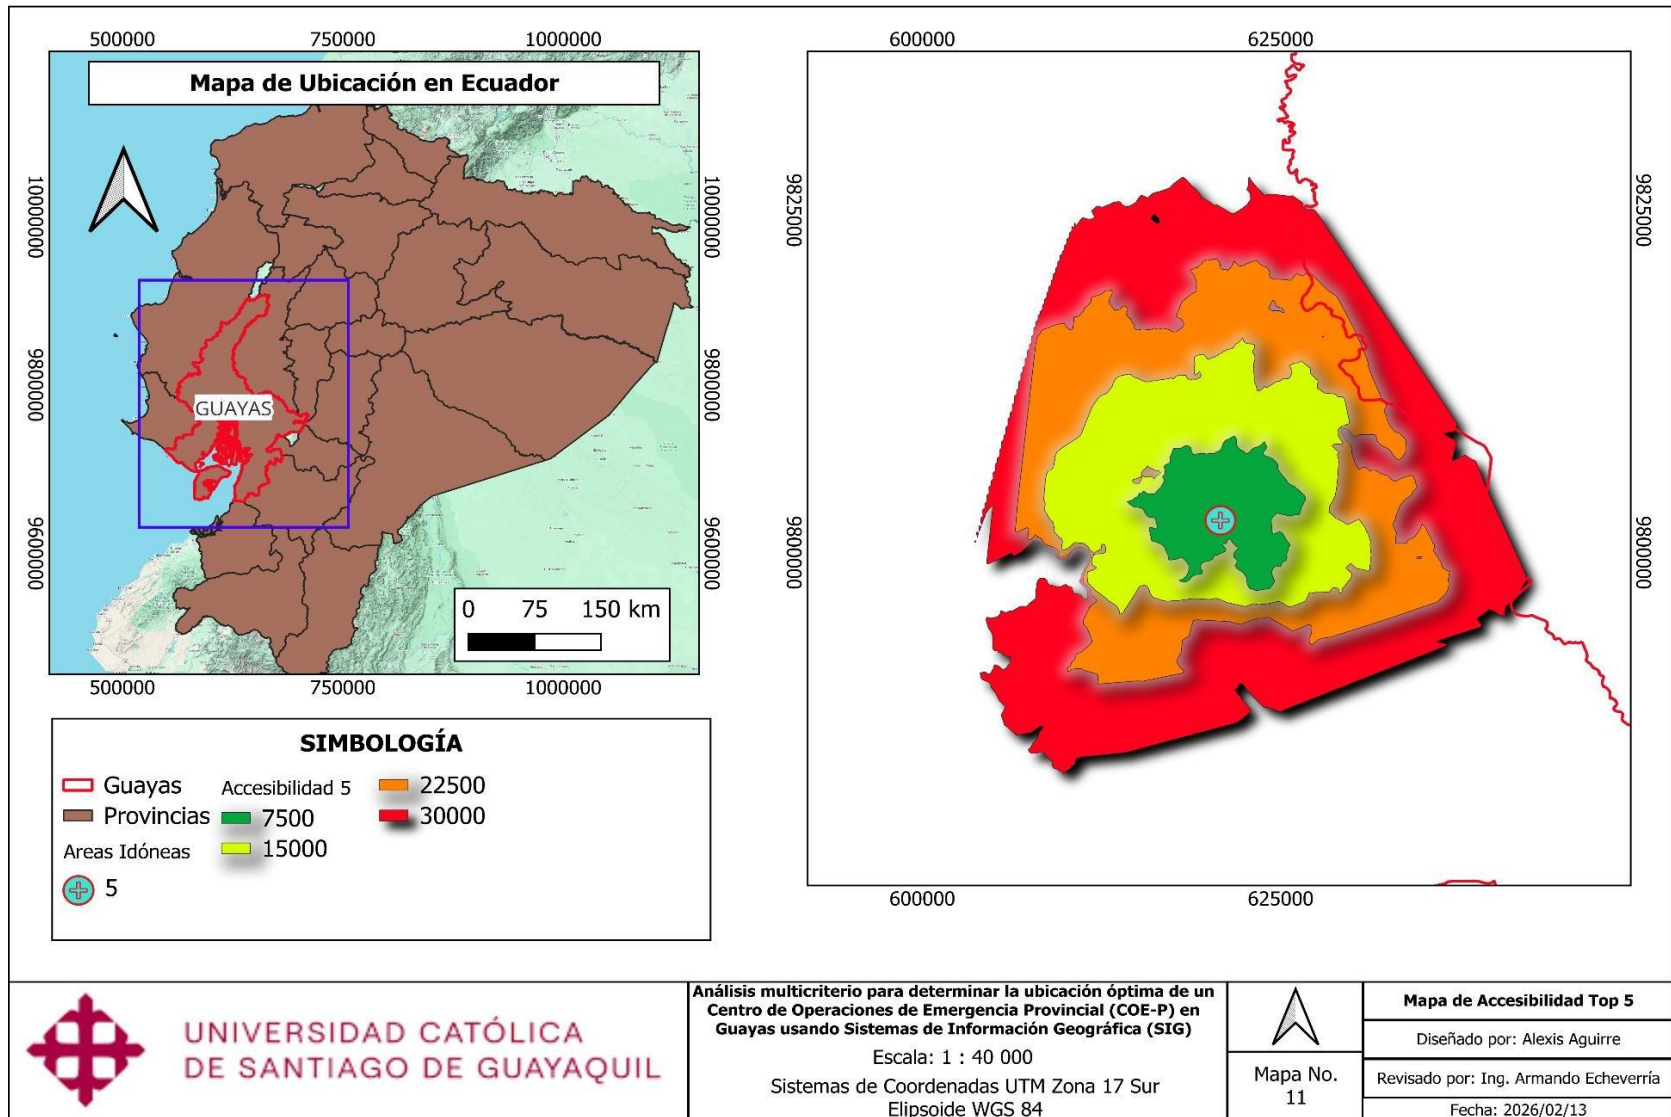 500000 750000 1000000
Mapa de Ubicación en Ecuador
10000000
9800000
9600000
10000000
9800000
9600000
GUAYAS
0 75 150 km
500000 750000 1000000
600000 625000
9825000
9800000
9825000
9800000
600000 625000
SIMBOLOGÍA
Guayas
Provincias
Areas Idóneas
5
Accesibilidad 5
7500
15000
22500
30000
UNIVERSIDAD CATÓLICA
DE SANTIAGO DE GUAYAQUIL
Análisis multicriterio para determinar la ubicación óptima de un
Centro de Operaciones de Emergencia Provincial (COE-P) en
Guayas usando Sistemas de Información Geográfica (SIG)
Escala: 1 : 40 000
Sistemas de Coordenadas UTM Zona 17 Sur
Elipsoide WGS 84
Mapa No.
11
Mapa de Accesibilidad Top 5
Diseñado por: Alexis Aguirre
Revisado por: Ing. Armando Echeverría
Fecha: 2026/02/13